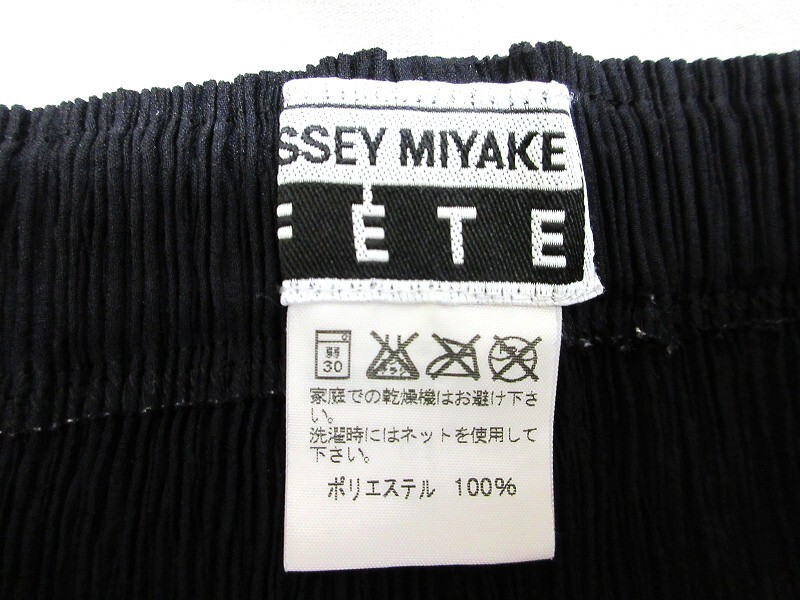 SSEY MIYAKE
FÊTE
弱
30
家庭での乾燥機はお避け下さ
い。
洗濯時にはネットを使用して
下さい。
ポリエステル 100%